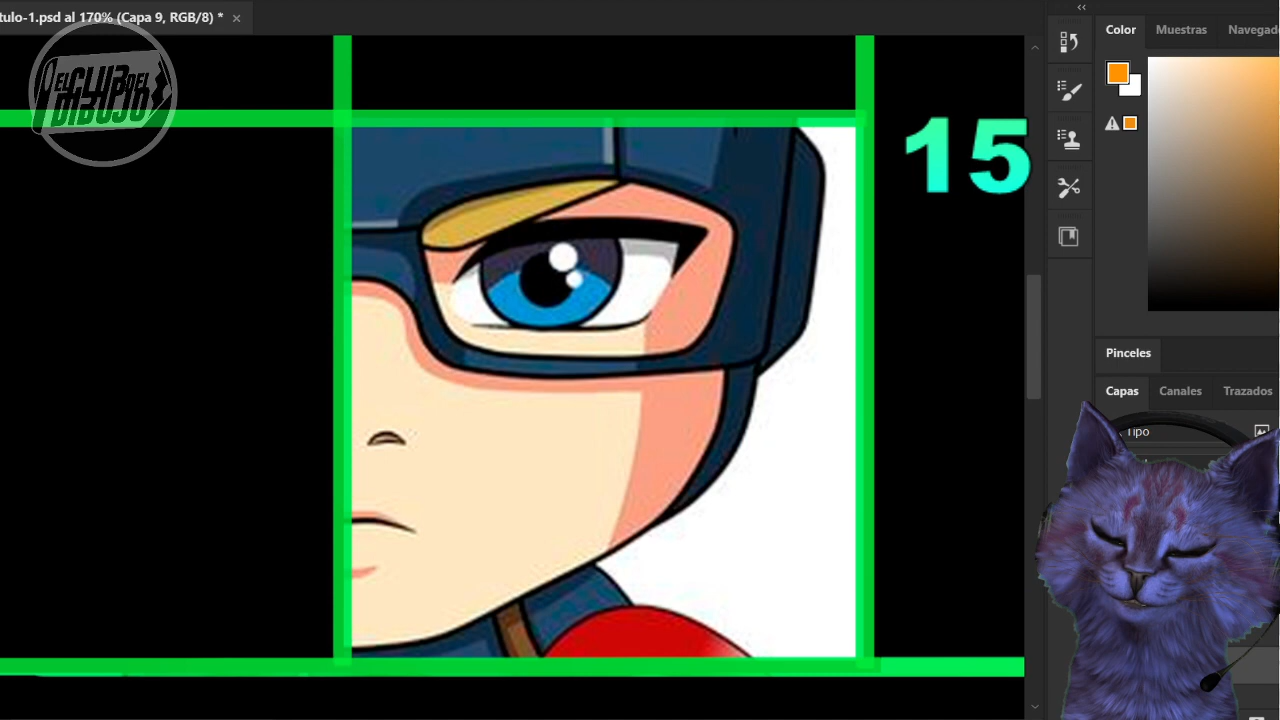 tulo-1.psd al 170% (Capa 9, RGB/8) * ×
EL CLUB DEL
DIBUJO
15
Color Muestras Navegad
Pinceles
Capas Canales Trazados
Tipo